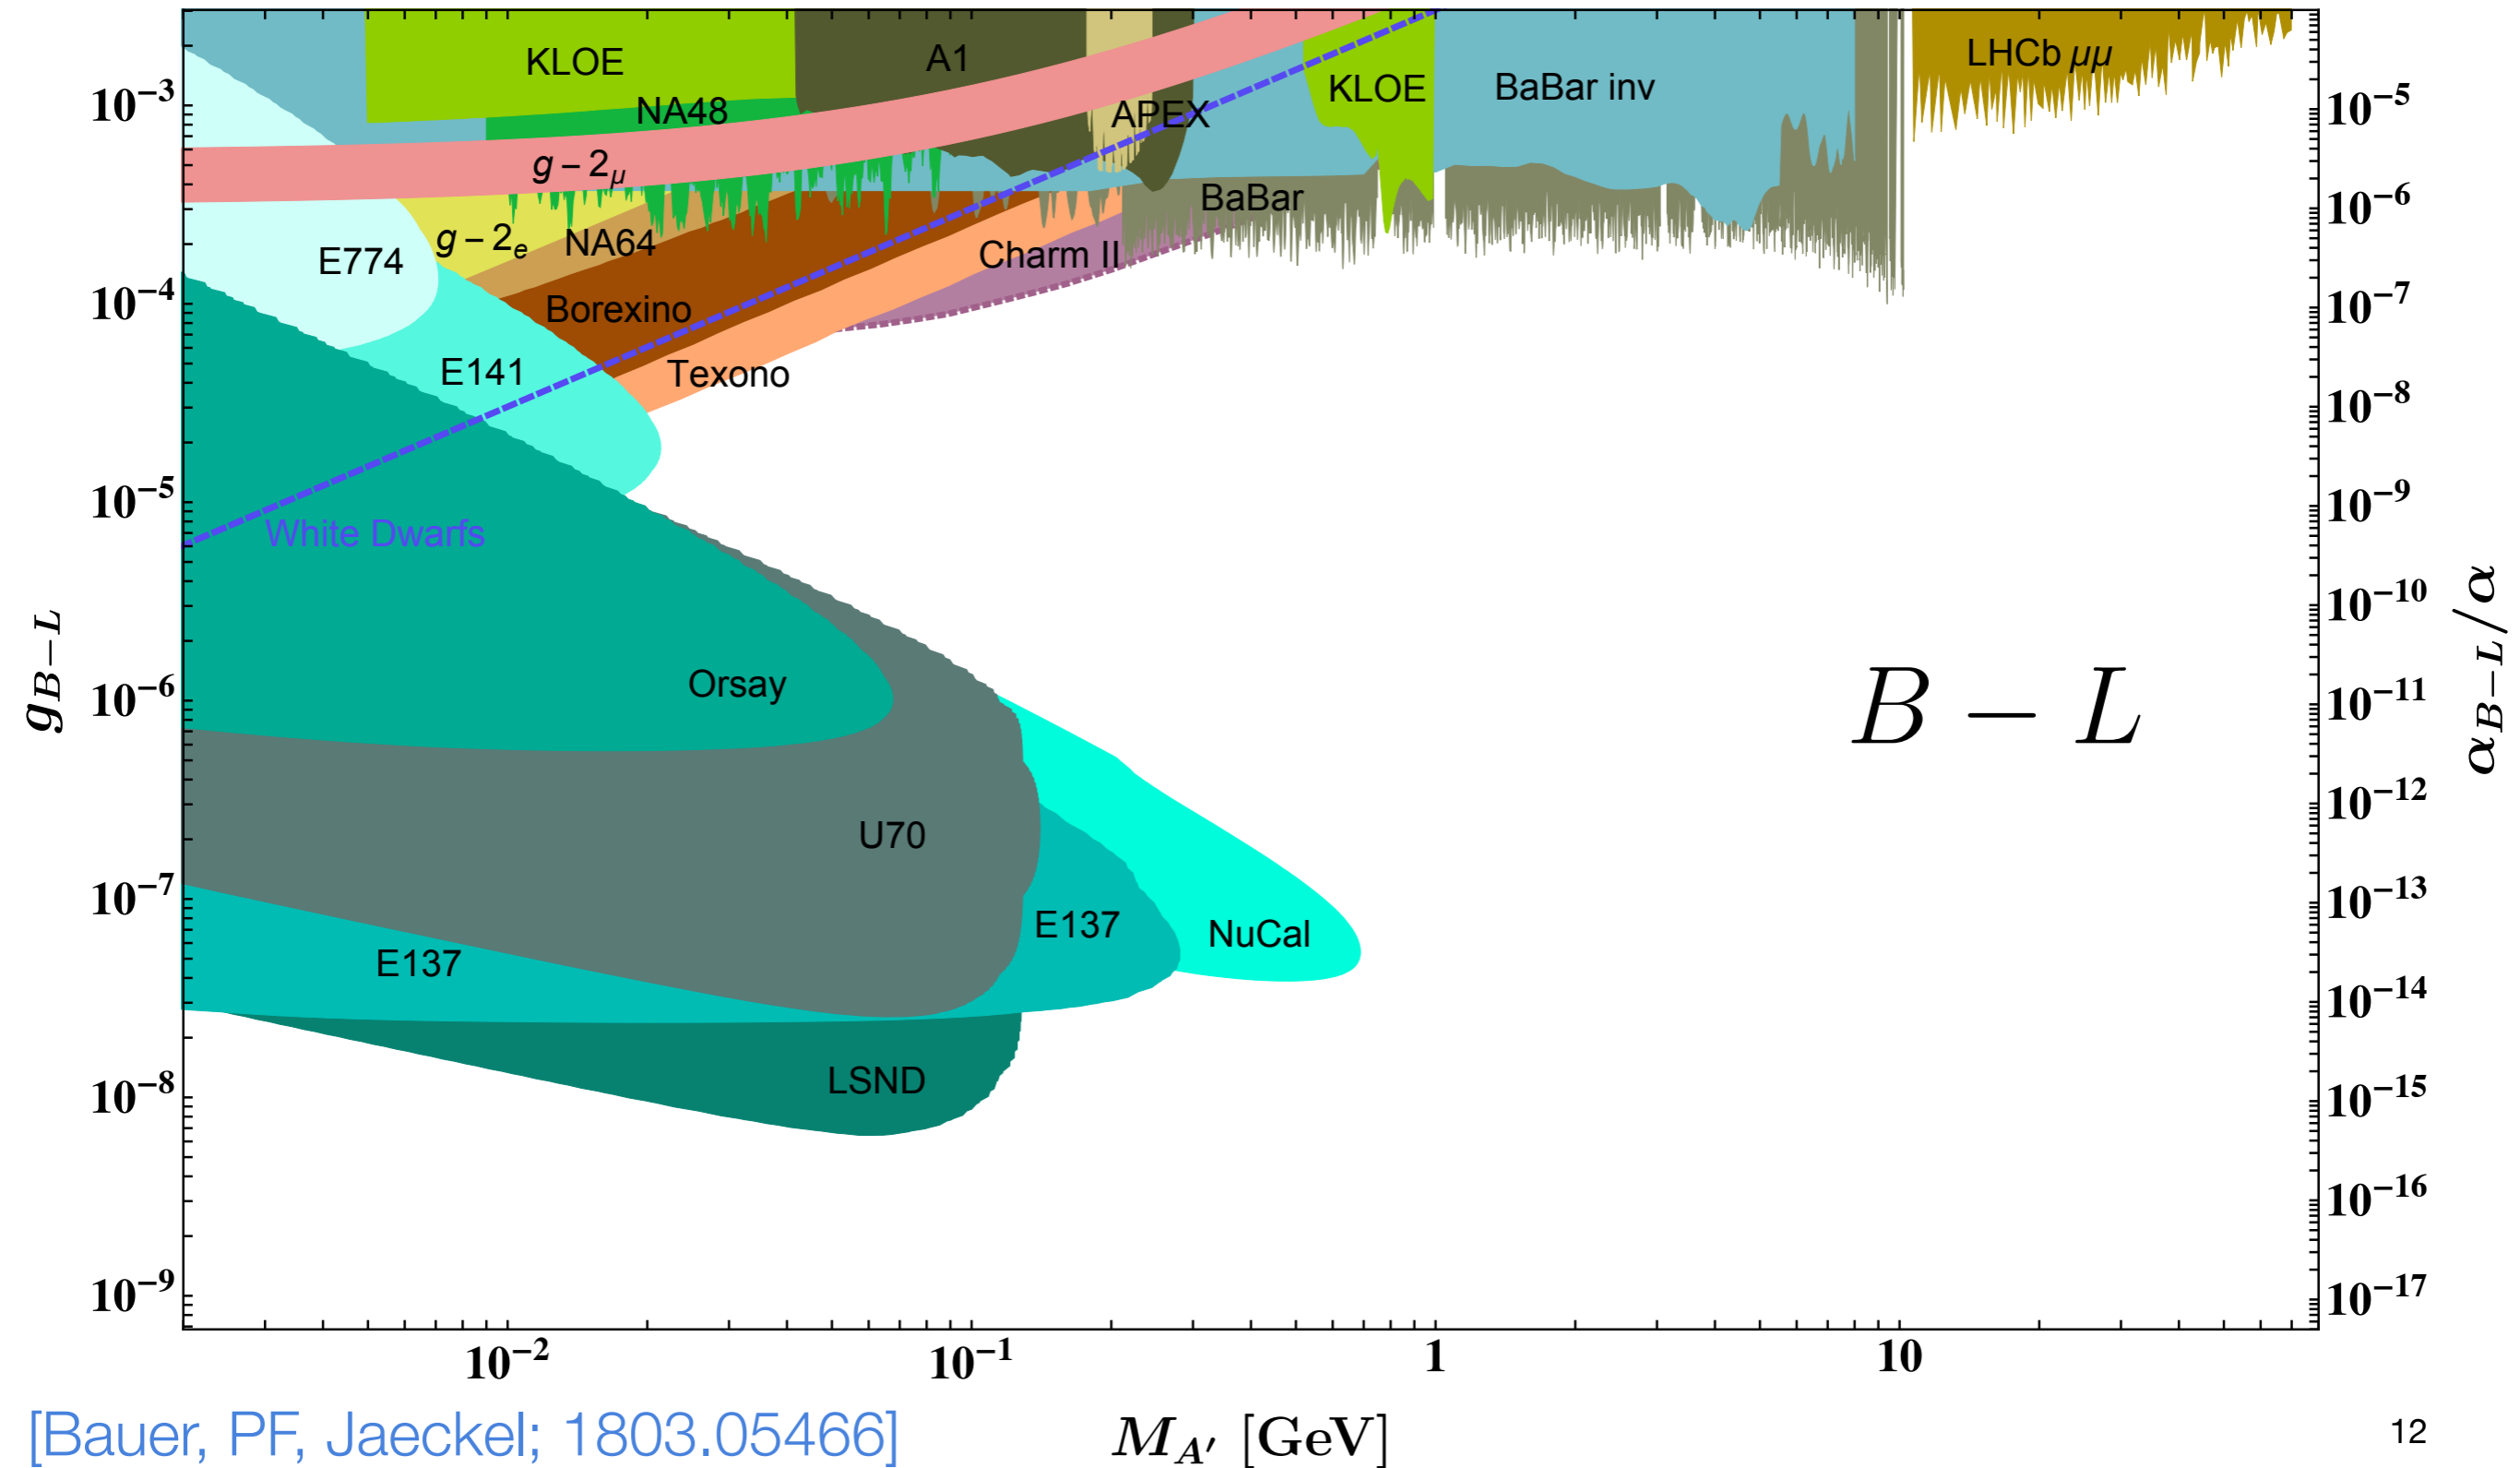 KLOE
A1
LHCb μμ
KLOE
BaBar inv
NA48
APEX
g − 2μ
BaBar
g − 2e
NA64
Charm II
E774
Borexino
E141
Texono
White Dwarfs
Orsay
U70
E137
NuCal
E137
LSND
B − L
10−3
10−4
10−5
10−6
10−7
10−8
10−9
gB−L
10−5
10−6
10−7
10−8
10−9
10−10
10−11
10−12
10−13
10−14
10−15
10−16
10−17
αB−L/α
10−2 10−1 1 10
[Bauer, PF, Jaeckel; 1803.05466]
MA′ [GeV]
12